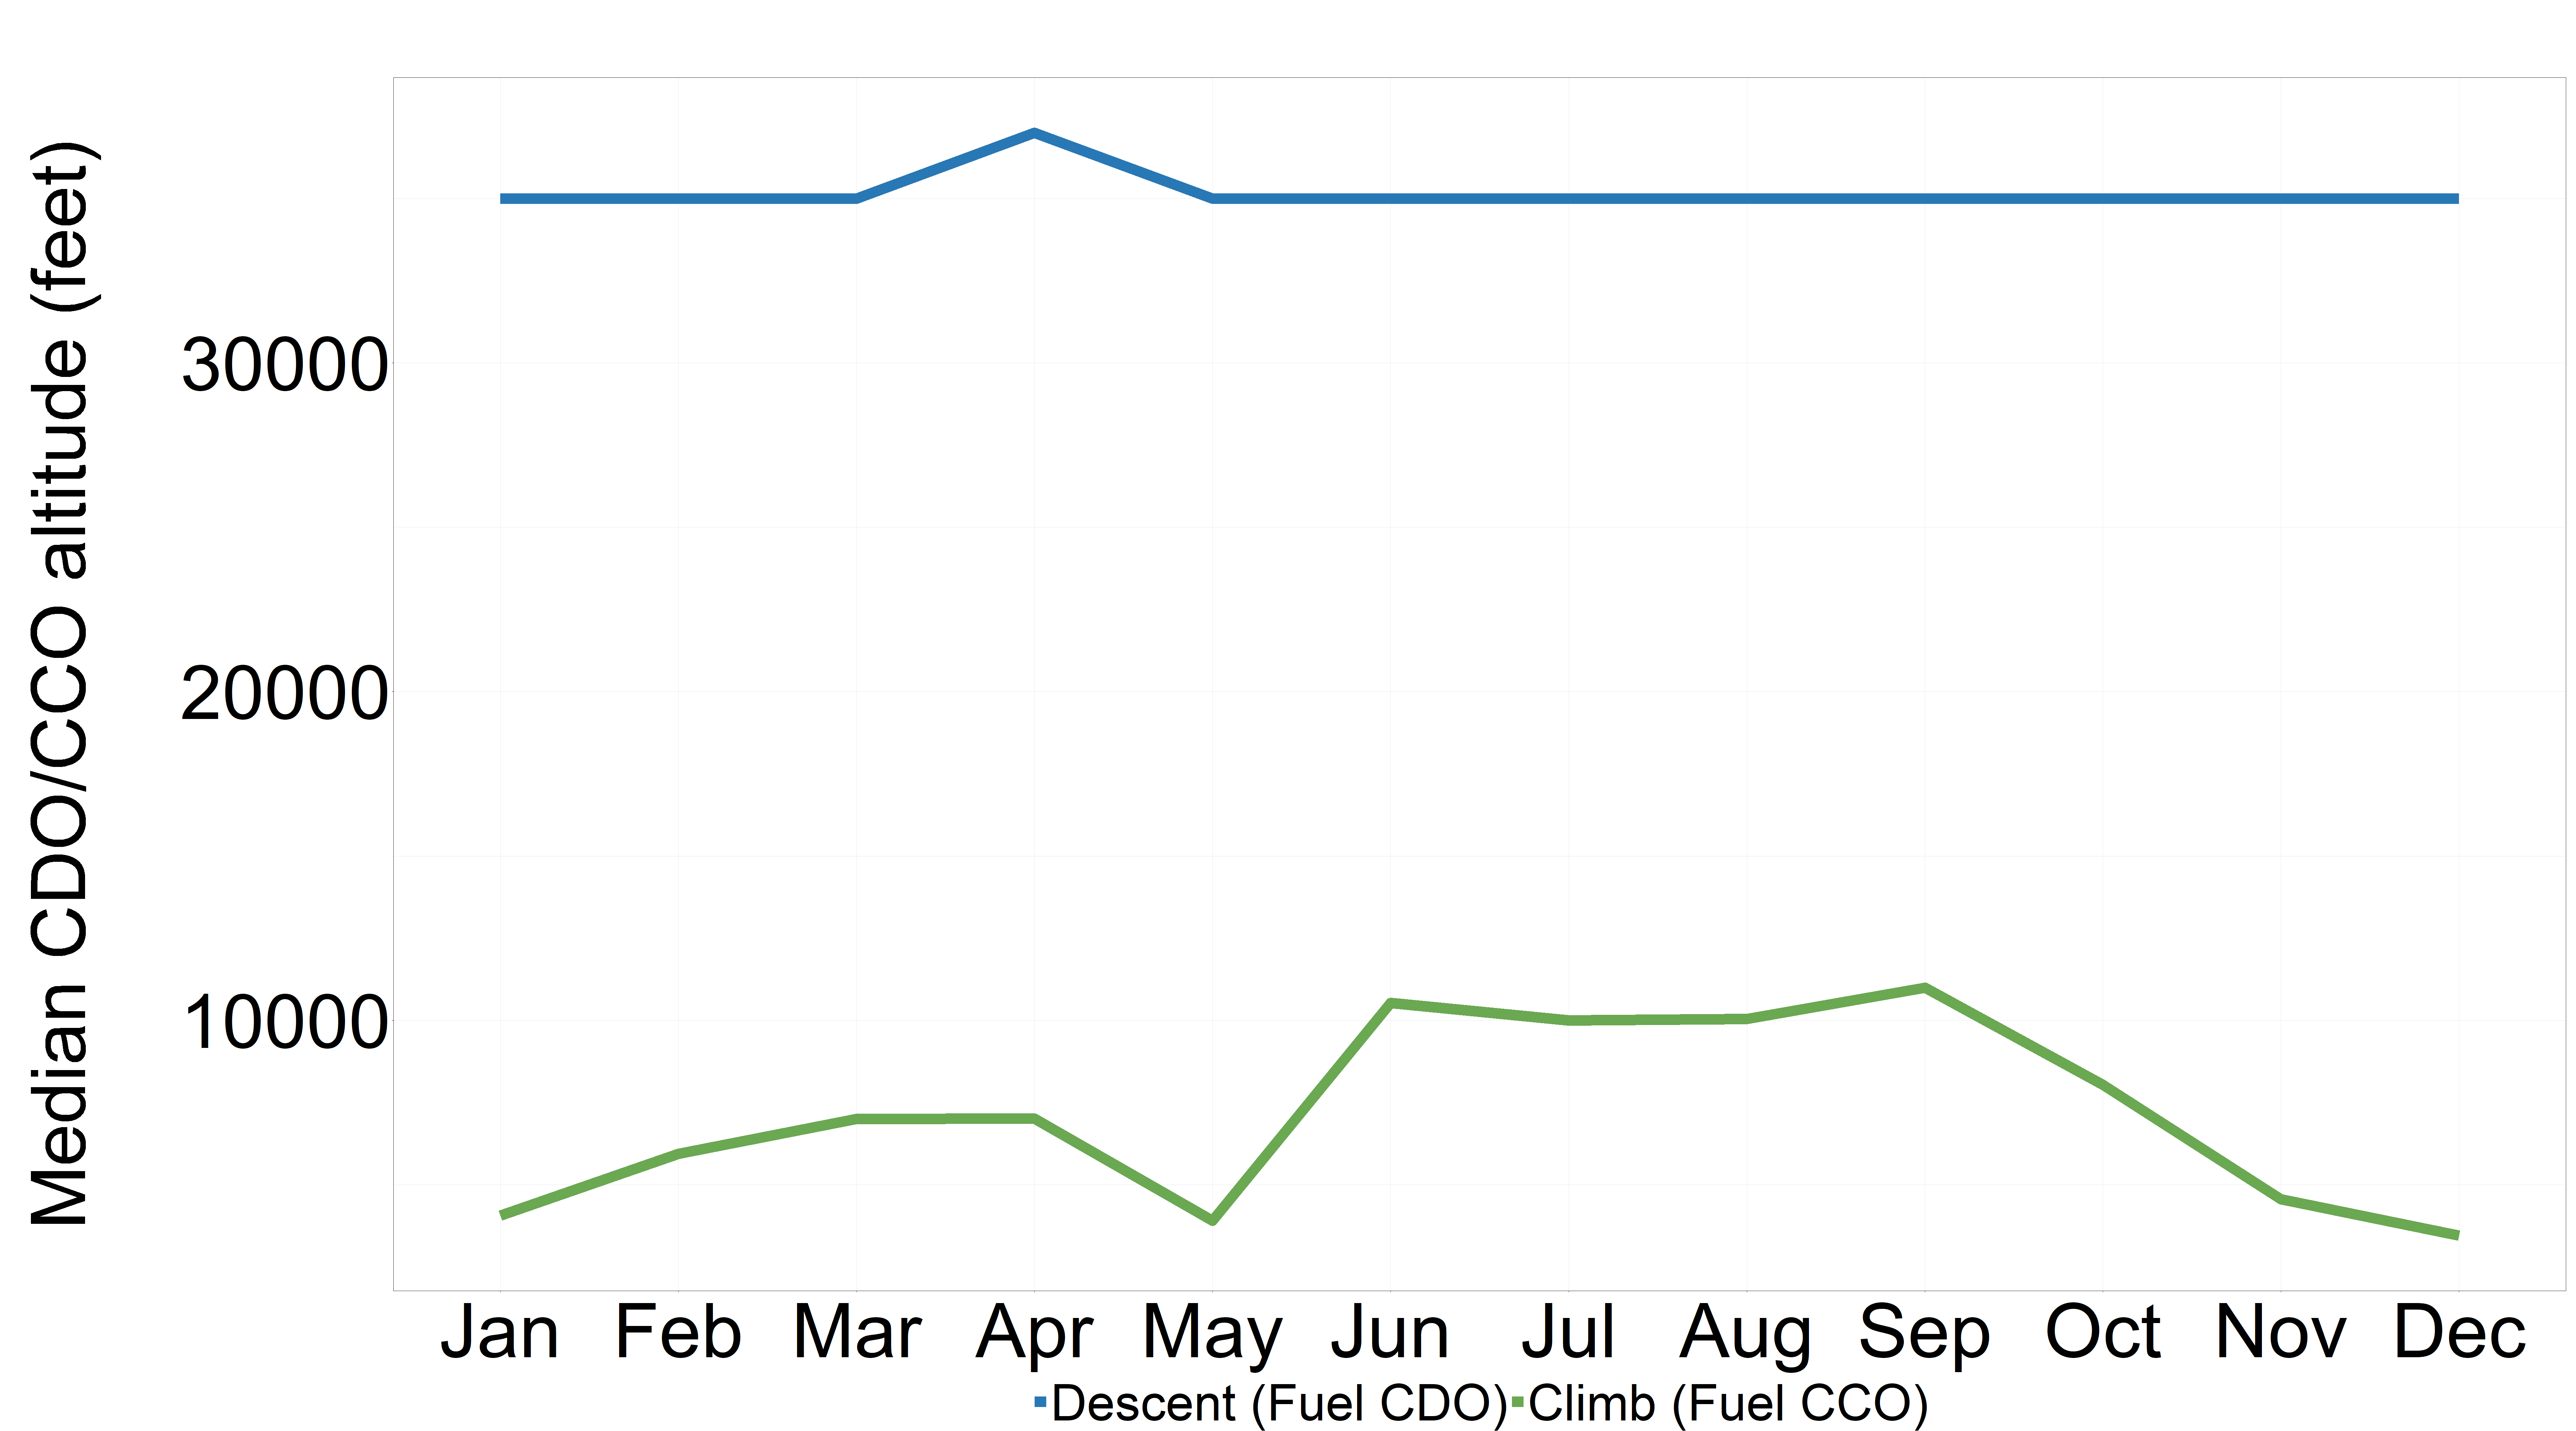 Median CDO/CCO altitude (feet)
30000
20000
10000
Jan Feb Mar Apr May Jun Jul Aug Sep Oct Nov Dec
Descent (Fuel CDO) Climb (Fuel CCO)